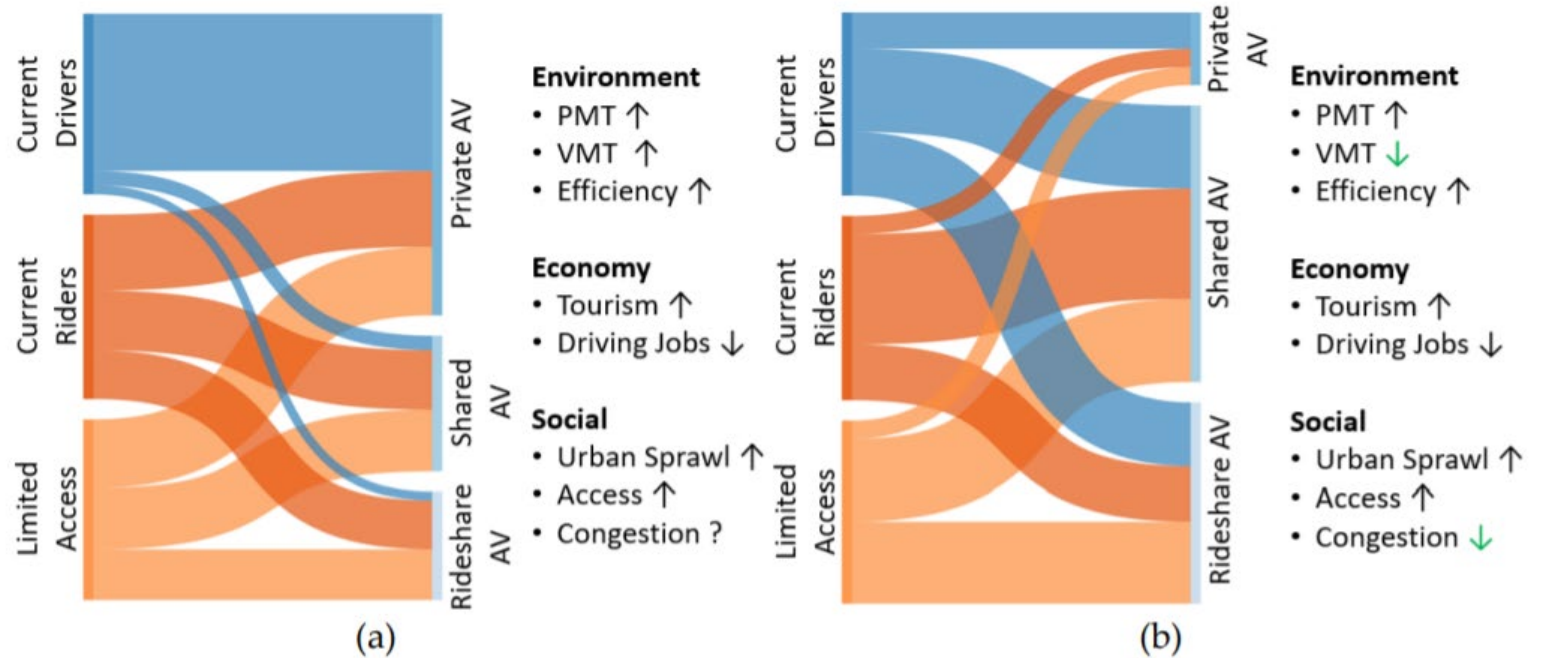 Current
Drivers
Current
Riders
Limited
Access
Private AV
Shared
AV
Rideshare
AV
Environment
• PMT ↑
• VMT ↑
• Efficiency ↑
Economy
• Tourism ↑
• Driving Jobs ↓
Social
• Urban Sprawl ↑
• Access ↑
• Congestion ?
(a)
Current
Drivers
Current
Riders
Limited
Access
Private
AV
Shared AV
Rideshare AV
Environment
• PMT ↑
• VMT ↓
• Efficiency ↑
Economy
• Tourism ↑
• Driving Jobs ↓
Social
• Urban Sprawl ↑
• Access ↑
• Congestion ↓
(b)